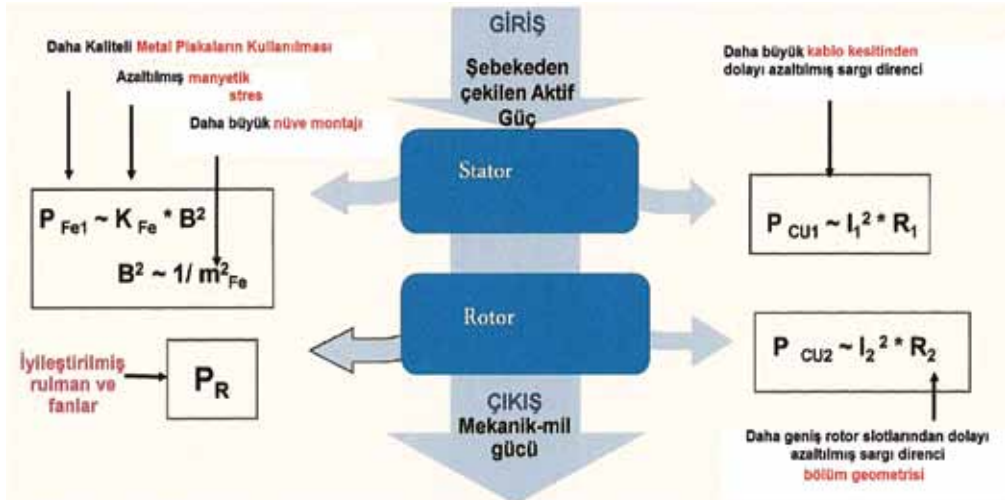 Daha Kaliteli Metal Plakaların Kullanılması
Azaltılmış manyetik
stres
Daha büyük nüve montajı
P Fe1 ~ K Fe * B²
B² ~ 1/ m²Fe
İyileştirilmiş
rulman ve
fanlar
PR
GİRİŞ
Şebekeden
çekilen Aktif
Güç
Stator
Rotor
ÇIKIŞ
Mekanik-mil
gücü
Daha büyük kablo kesitinden
dolayı azaltılmış sargı direnci
P CU1 ~ I₁² * R₁
P CU2 ~ I₂² * R₂
Daha geniş rotor slotlarından dolayı
azaltılmış sargı direnci
bölüm geometrisi